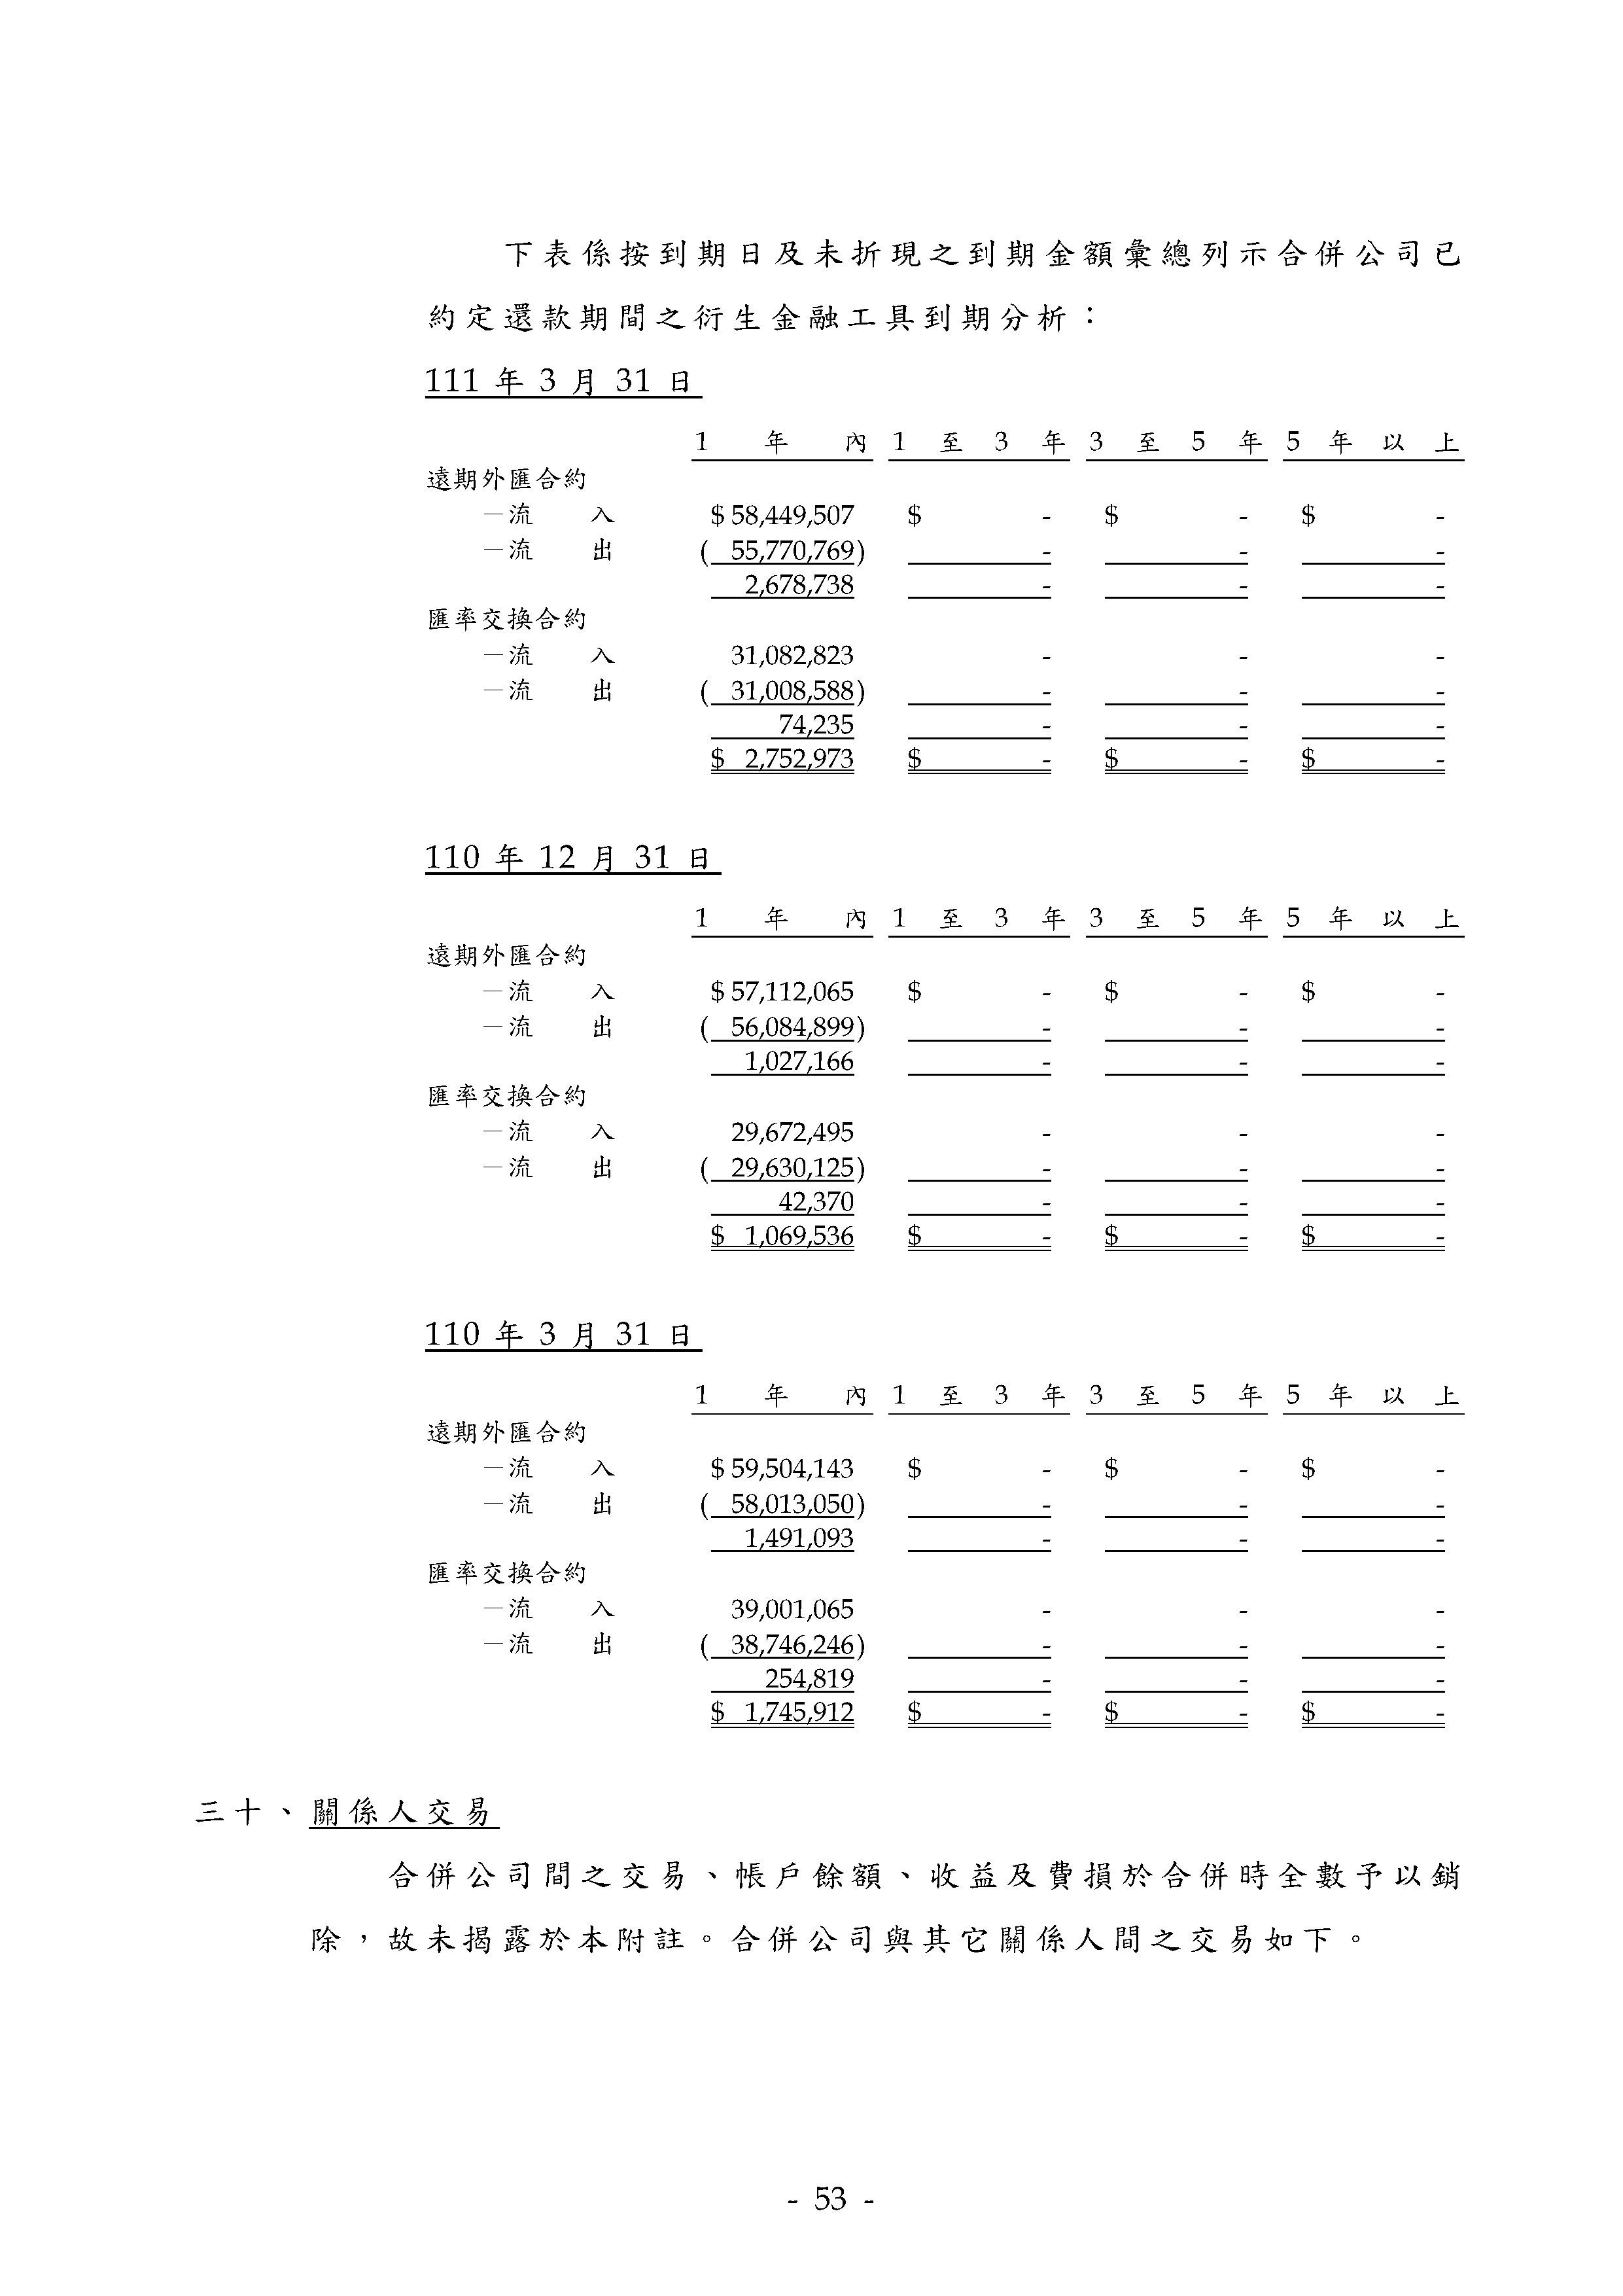 下表係按到期日及未折現之到期金額彙總列示合併公司已
約定還款期間之衍生金融工具到期分析：
111 年 3 月 31 日
1 年 內 1 至 3 年 3 至 5 年 5 年 以 上
遠期外匯合約
—流 入 $ 58,449,507 $ - $ - $ -
—流 出 ( 55,770,769) - - -
2,678,738 - - -
匯率交換合約
—流 入 31,082,823 - - -
—流 出 ( 31,008,588) - - -
74,235 - - -
$ 2,752,973 $ - $ - $ -
110 年 12 月 31 日
1 年 內 1 至 3 年 3 至 5 年 5 年 以 上
遠期外匯合約
—流 入 $ 57,112,065 $ - $ - $ -
—流 出 ( 56,084,899) - - -
1,027,166 - - -
匯率交換合約
—流 入 29,672,495 - - -
—流 出 ( 29,630,125) - - -
42,370 - - -
$ 1,069,536 $ - $ - $ -
110 年 3 月 31 日
1 年 內 1 至 3 年 3 至 5 年 5 年 以 上
遠期外匯合約
—流 入 $ 59,504,143 $ - $ - $ -
—流 出 ( 58,013,050) - - -
1,491,093 - - -
匯率交換合約
—流 入 39,001,065 - - -
—流 出 ( 38,746,246) - - -
254,819 - - -
$ 1,745,912 $ - $ - $ -
三十、關係人交易
合併公司間之交易、帳戶餘額、收益及費損於合併時全數予以銷
除，故未揭露於本附註。合併公司與其它關係人間之交易如下。
- 53 -